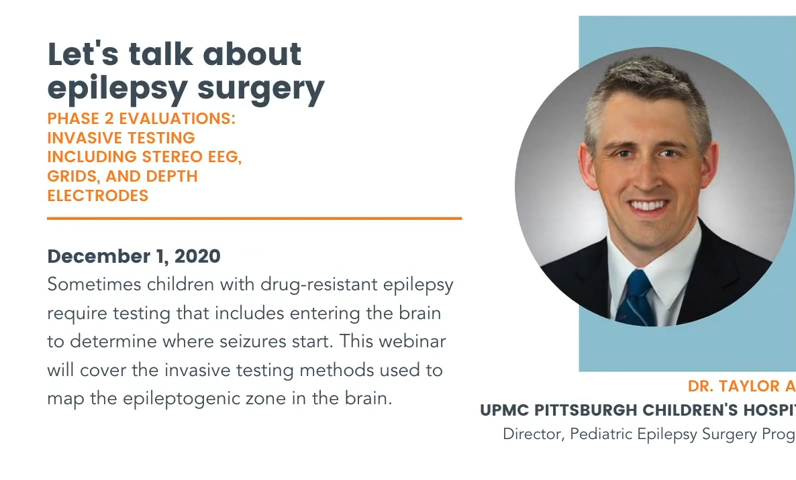 Let's talk about
epilepsy surgery
PHASE 2 EVALUATIONS:
INVASIVE TESTING
INCLUDING STEREO EEG,
GRIDS, AND DEPTH
ELECTRODES
December 1, 2020
Sometimes children with drug-resistant epilepsy
require testing that includes entering the brain
to determine where seizures start. This webinar
will cover the invasive testing methods used to
map the epileptogenic zone in the brain.
DR. TAYLOR A
UPMC PITTSBURGH CHILDREN'S HOSPIT
Director, Pediatric Epilepsy Surgery Prog